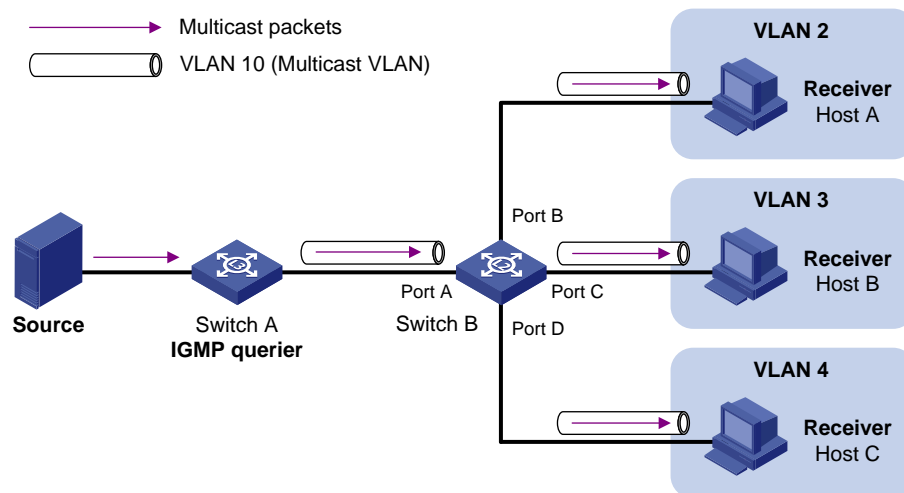 Multicast packets
VLAN 10 (Multicast VLAN)
VLAN 2
Receiver
Host A
Port B
VLAN 3
Receiver
Host B
Source
Switch A
IGMP querier
Port A
Switch B
Port C
Port D
VLAN 4
Receiver
Host C